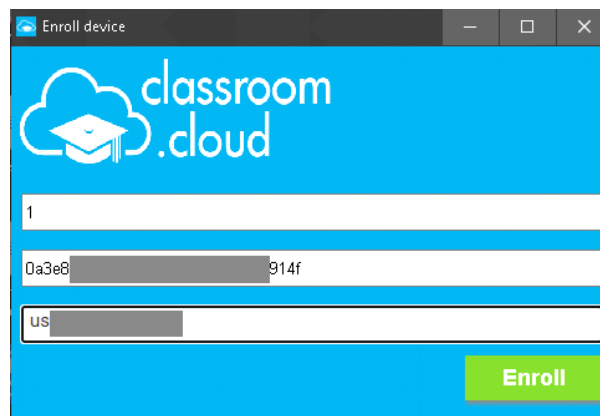 Enroll device
classroom
.cloud
1
0a3e8 914f
us
Enroll